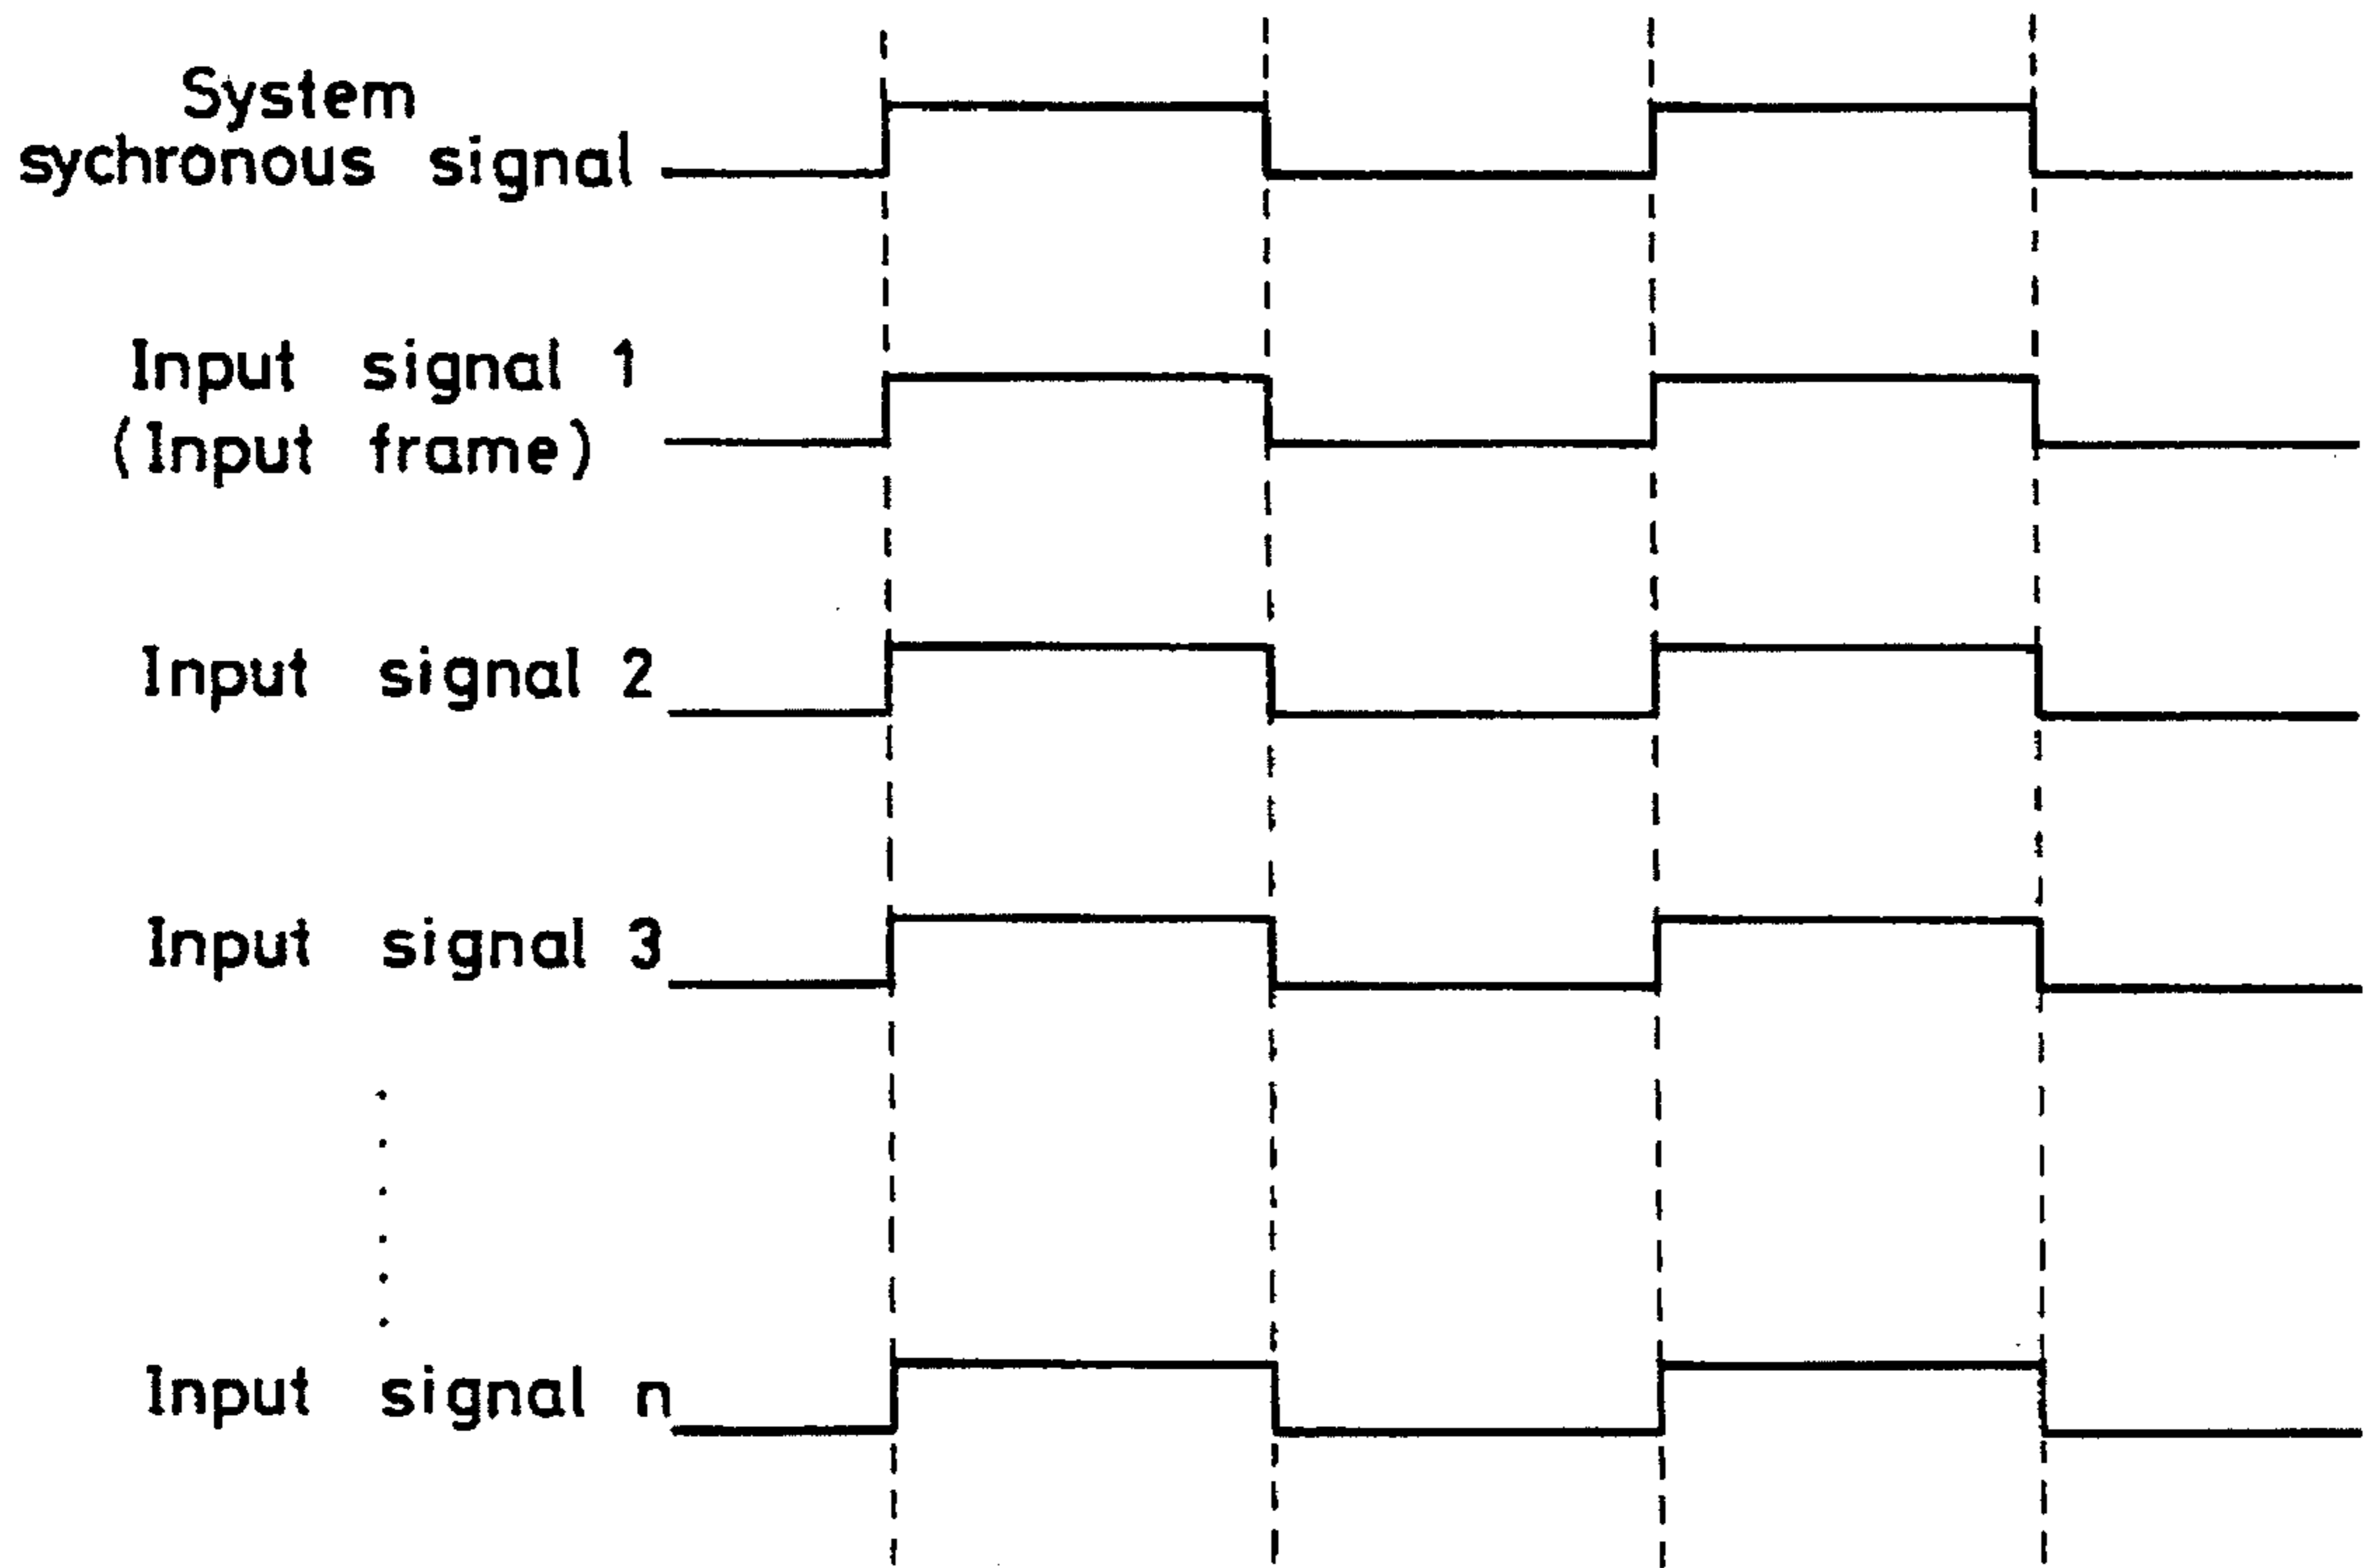 System
sychronous signal
Input signal 1
(Input frame)
Input signal 2
Input signal 3
Input signal n